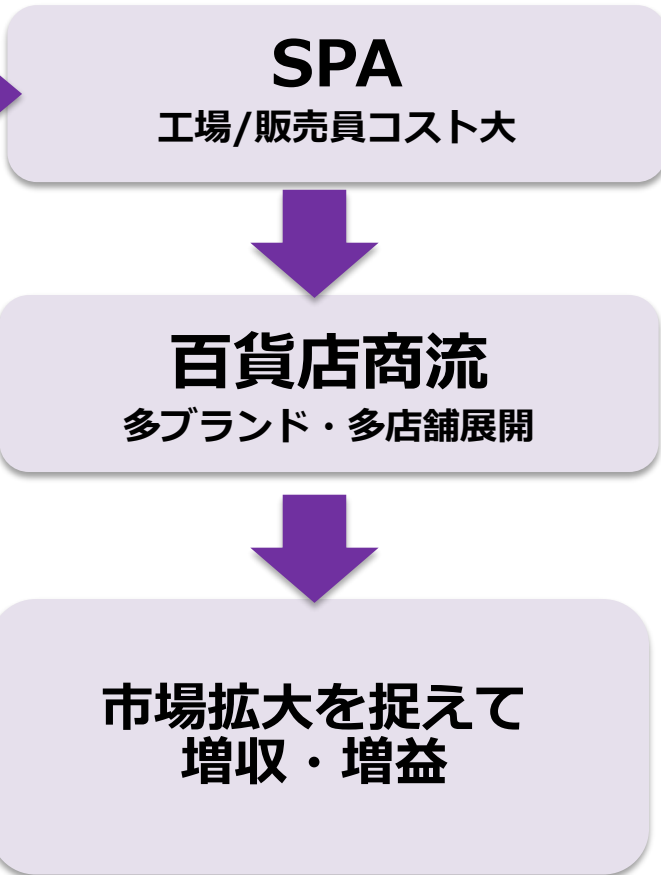 SPA
工場/販売員コスト大
百貨店商流
多ブランド・多店舗展開
市場拡大を捉えて
増収・増益